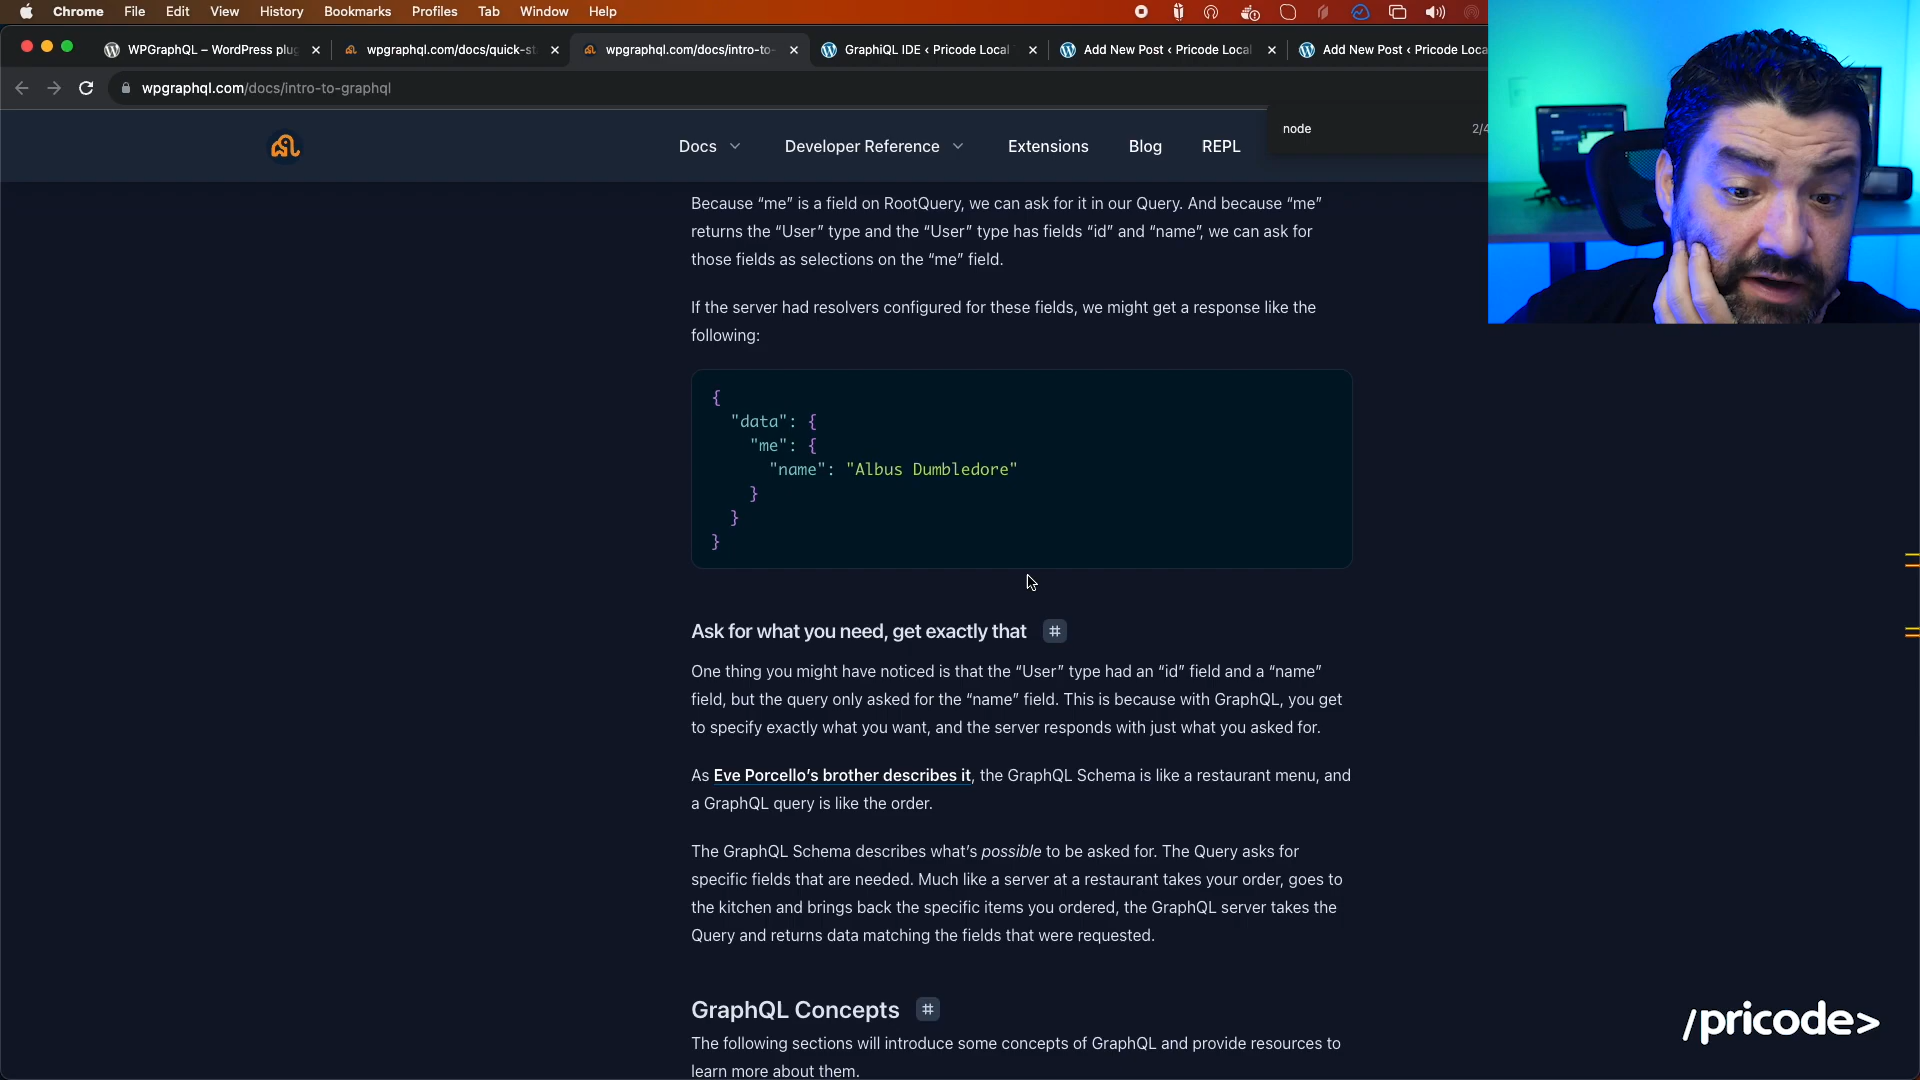 Chrome File Edit View History Bookmarks Profiles Tab Window Help
WPGraphQL – WordPress plug
wpgraphql.com/docs/quick-st
wpgraphql.com/docs/intro-to-
GraphiQL IDE ‹ Pricode Local
Add New Post ‹ Pricode Local
Add New Post ‹ Pricode Loca
wpgraphql.com/docs/intro-to-graphql
node 2/4
Docs Developer Reference Extensions Blog REPL
Because “me” is a field on RootQuery, we can ask for it in our Query. And because “me”
returns the “User” type and the “User” type has fields “id” and “name”, we can ask for
those fields as selections on the “me” field.
If the server had resolvers configured for these fields, we might get a response like the
following:
{
"data": {
"me": {
"name": "Albus Dumbledore"
}
}
}
Ask for what you need, get exactly that #
One thing you might have noticed is that the “User” type had an “id” field and a “name”
field, but the query only asked for the “name” field. This is because with GraphQL, you get
to specify exactly what you want, and the server responds with just what you asked for.
As Eve Porcello’s brother describes it, the GraphQL Schema is like a restaurant menu, and
a GraphQL query is like the order.
The GraphQL Schema describes what’s possible to be asked for. The Query asks for
specific fields that are needed. Much like a server at a restaurant takes your order, goes to
the kitchen and brings back the specific items you ordered, the GraphQL server takes the
Query and returns data matching the fields that were requested.
GraphQL Concepts #
The following sections will introduce some concepts of GraphQL and provide resources to
learn more about them.
/pricode>